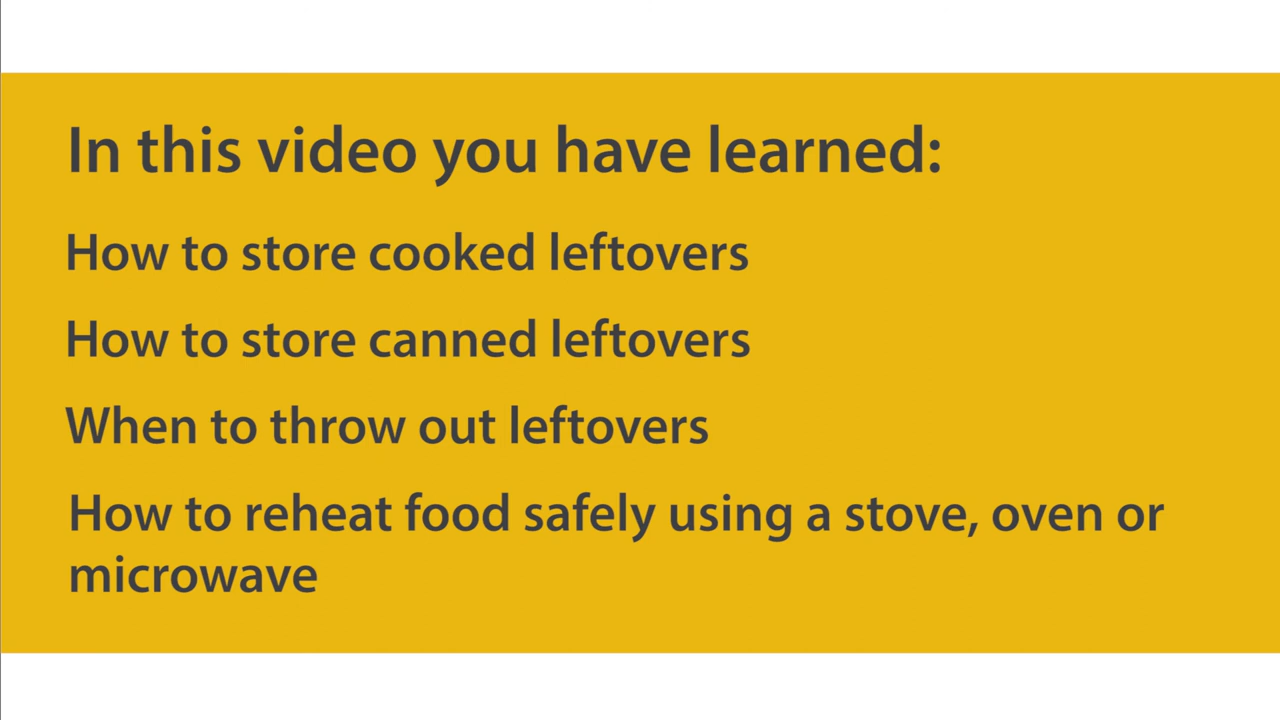 In this video you have learned:
How to store cooked leftovers
How to store canned leftovers
When to throw out leftovers
How to reheat food safely using a stove, oven or
microwave